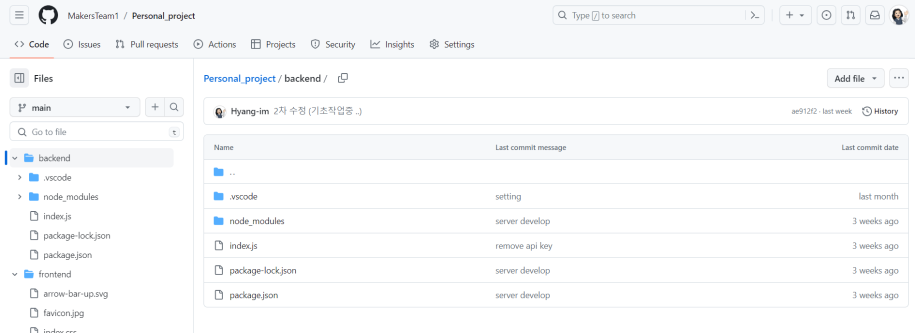 MakersTeam1 / Personal_project
Type / to search
Code Issues Pull requests Actions Projects Security Insights Settings
Files
Personal_project / backend /
Add file
main
Go to file
t
Hyang-im 2차 수정 (기초작업중 ..)
ae912f2 · last week
History
Name Last commit message Last commit date
..
.vscode setting last month
node_modules server develop 3 weeks ago
index.js remove api key 3 weeks ago
package-lock.json server develop 3 weeks ago
package.json server develop 3 weeks ago
backend
.vscode
node_modules
index.js
package-lock.json
package.json
frontend
arrow-bar-up.svg
favicon.jpg
index.css